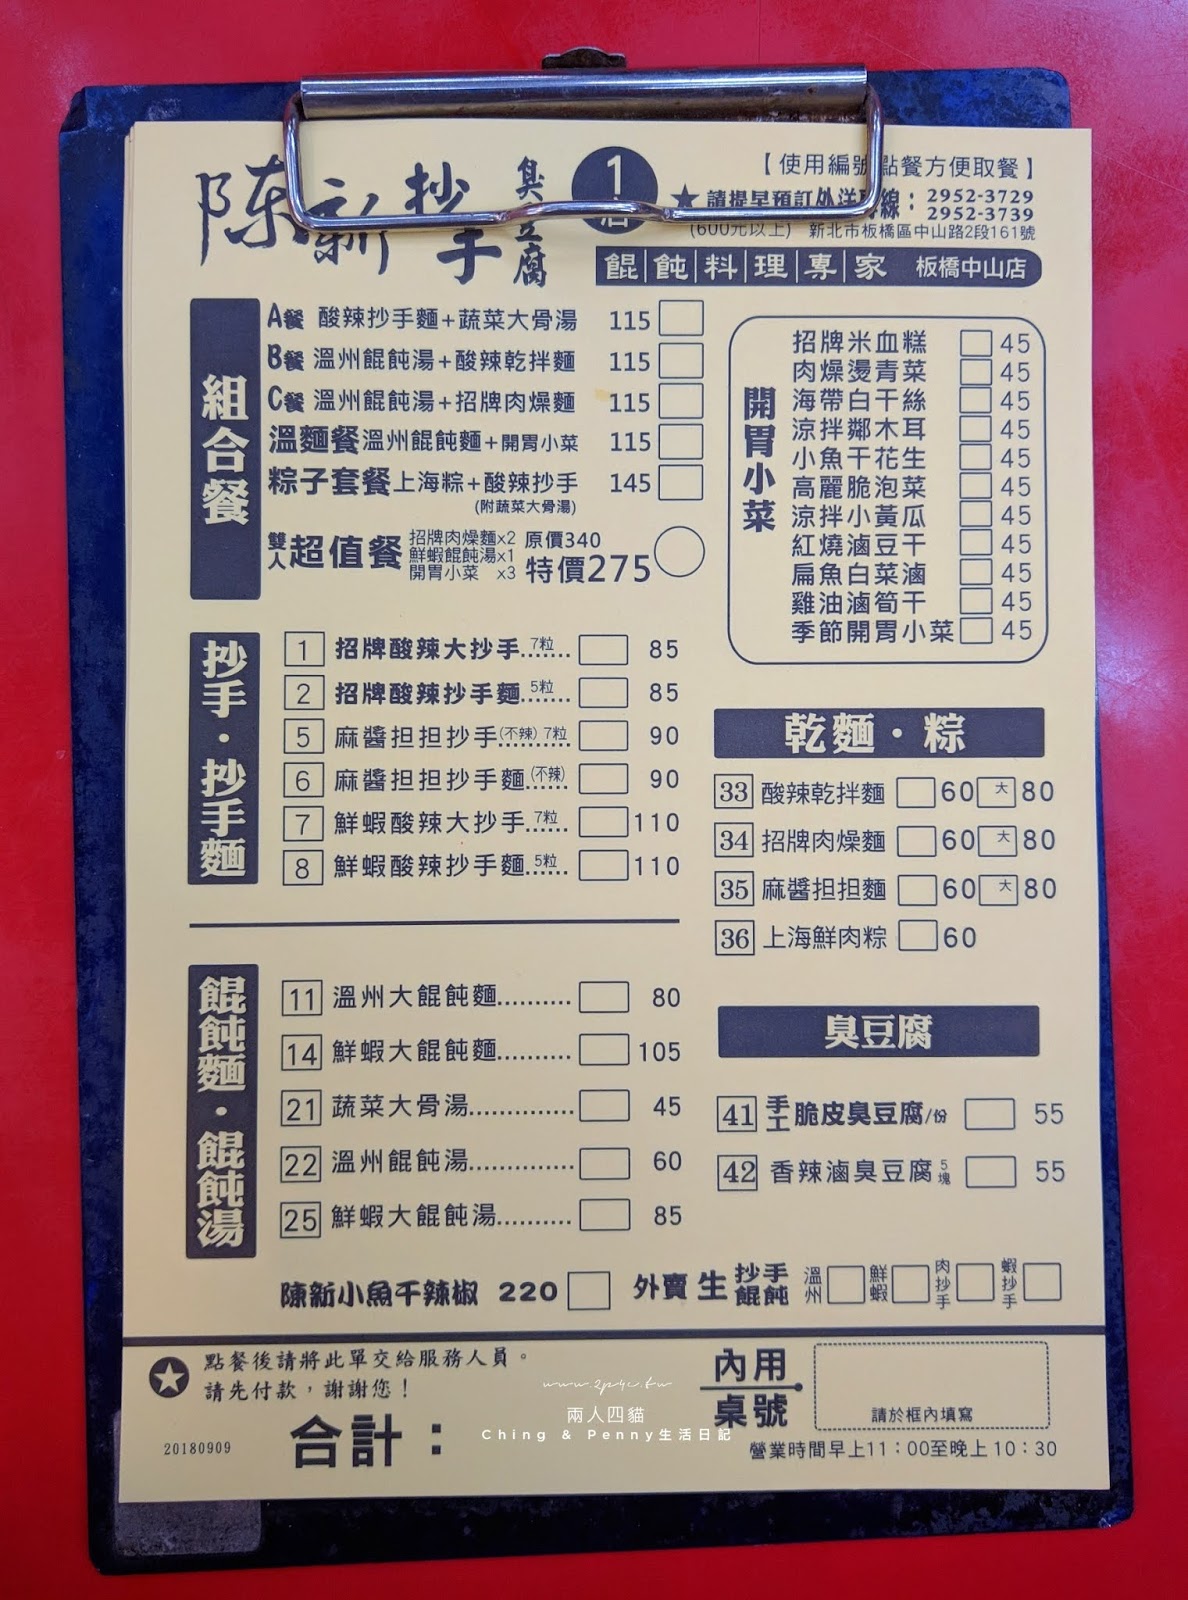 陳新抄手
臭豆腐
1店
【使用編號點餐方便取餐】
★請提早預訂外送專線：2952-3729
2952-3739
(600元以上) 新北市板橋區中山路2段161號
餛飩料理專家 板橋中山店
組合餐
A餐 酸辣抄手麵+蔬菜大骨湯 115
B餐 溫州餛飩湯+酸辣乾拌麵 115
C餐 溫州餛飩湯+招牌肉燥麵 115
溫麵餐 溫州餛飩麵+開胃小菜 115
粽子套餐 上海粽+酸辣抄手 145
(附蔬菜大骨湯)
雙人超值餐 招牌肉燥麵x2 原價340
鮮蝦餛飩湯x1
開胃小菜 x3 特價275
開胃小菜
招牌米血糕 45
肉燥燙青菜 45
海帶白干絲 45
涼拌鄰木耳 45
小魚干花生 45
高麗脆泡菜 45
涼拌小黃瓜 45
紅燒滷豆干 45
扁魚白菜滷 45
雞油滷筍干 45
季節開胃小菜 45
抄手・抄手麵
1 招牌酸辣大抄手 7粒...... 85
2 招牌酸辣抄手麵 5粒...... 85
5 麻醬担担抄手(不辣) 7粒 90
6 麻醬担担抄手麵(不辣) 90
7 鮮蝦酸辣大抄手 7粒 110
8 鮮蝦酸辣抄手麵 5粒 110
乾麵・粽
33 酸辣乾拌麵 60 大 80
34 招牌肉燥麵 60 大 80
35 麻醬担担麵 60 大 80
36 上海鮮肉粽 60
餛飩麵・餛飩湯
11 溫州大餛飩麵.......... 80
14 鮮蝦大餛飩麵.......... 105
21 蔬菜大骨湯.............. 45
22 溫州餛飩湯.............. 60
25 鮮蝦大餛飩湯.......... 85
臭豆腐
41 手工脆皮臭豆腐/份 55
42 香辣滷臭豆腐 5塊 55
陳新小魚干辣椒 220
外賣 生 抄手 餛飩 溫州 鮮蝦 肉抄手 蝦抄手
點餐後請將此單交給服務人員。
請先付款，謝謝您！
合計：
20180909
內用
桌號
請於框內填寫
營業時間早上11：00至晚上10：30
www.2p4c.tw
兩人四貓
Ching & Penny生活日記